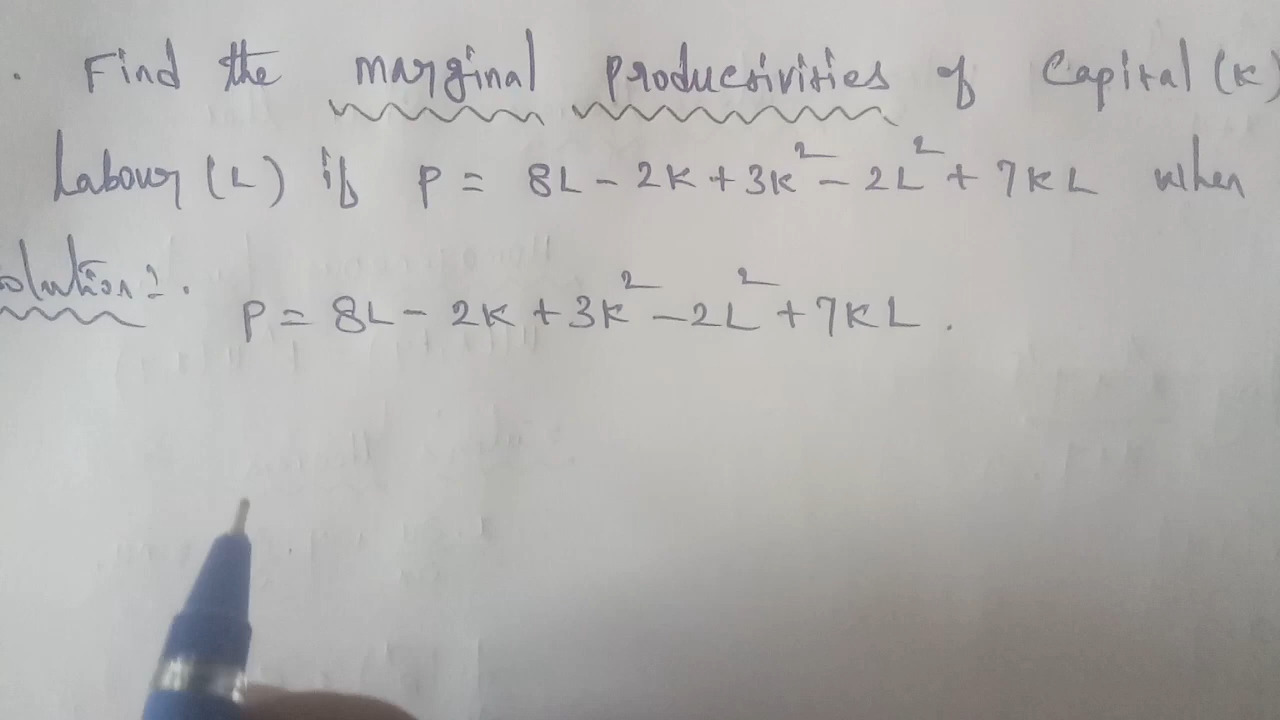 . Find the marginal productivities of Capital (K)
Labour (L) if P = 8L - 2K + 3K² - 2L² + 7KL when
olution :.
P = 8L - 2K + 3K² - 2L² + 7KL .